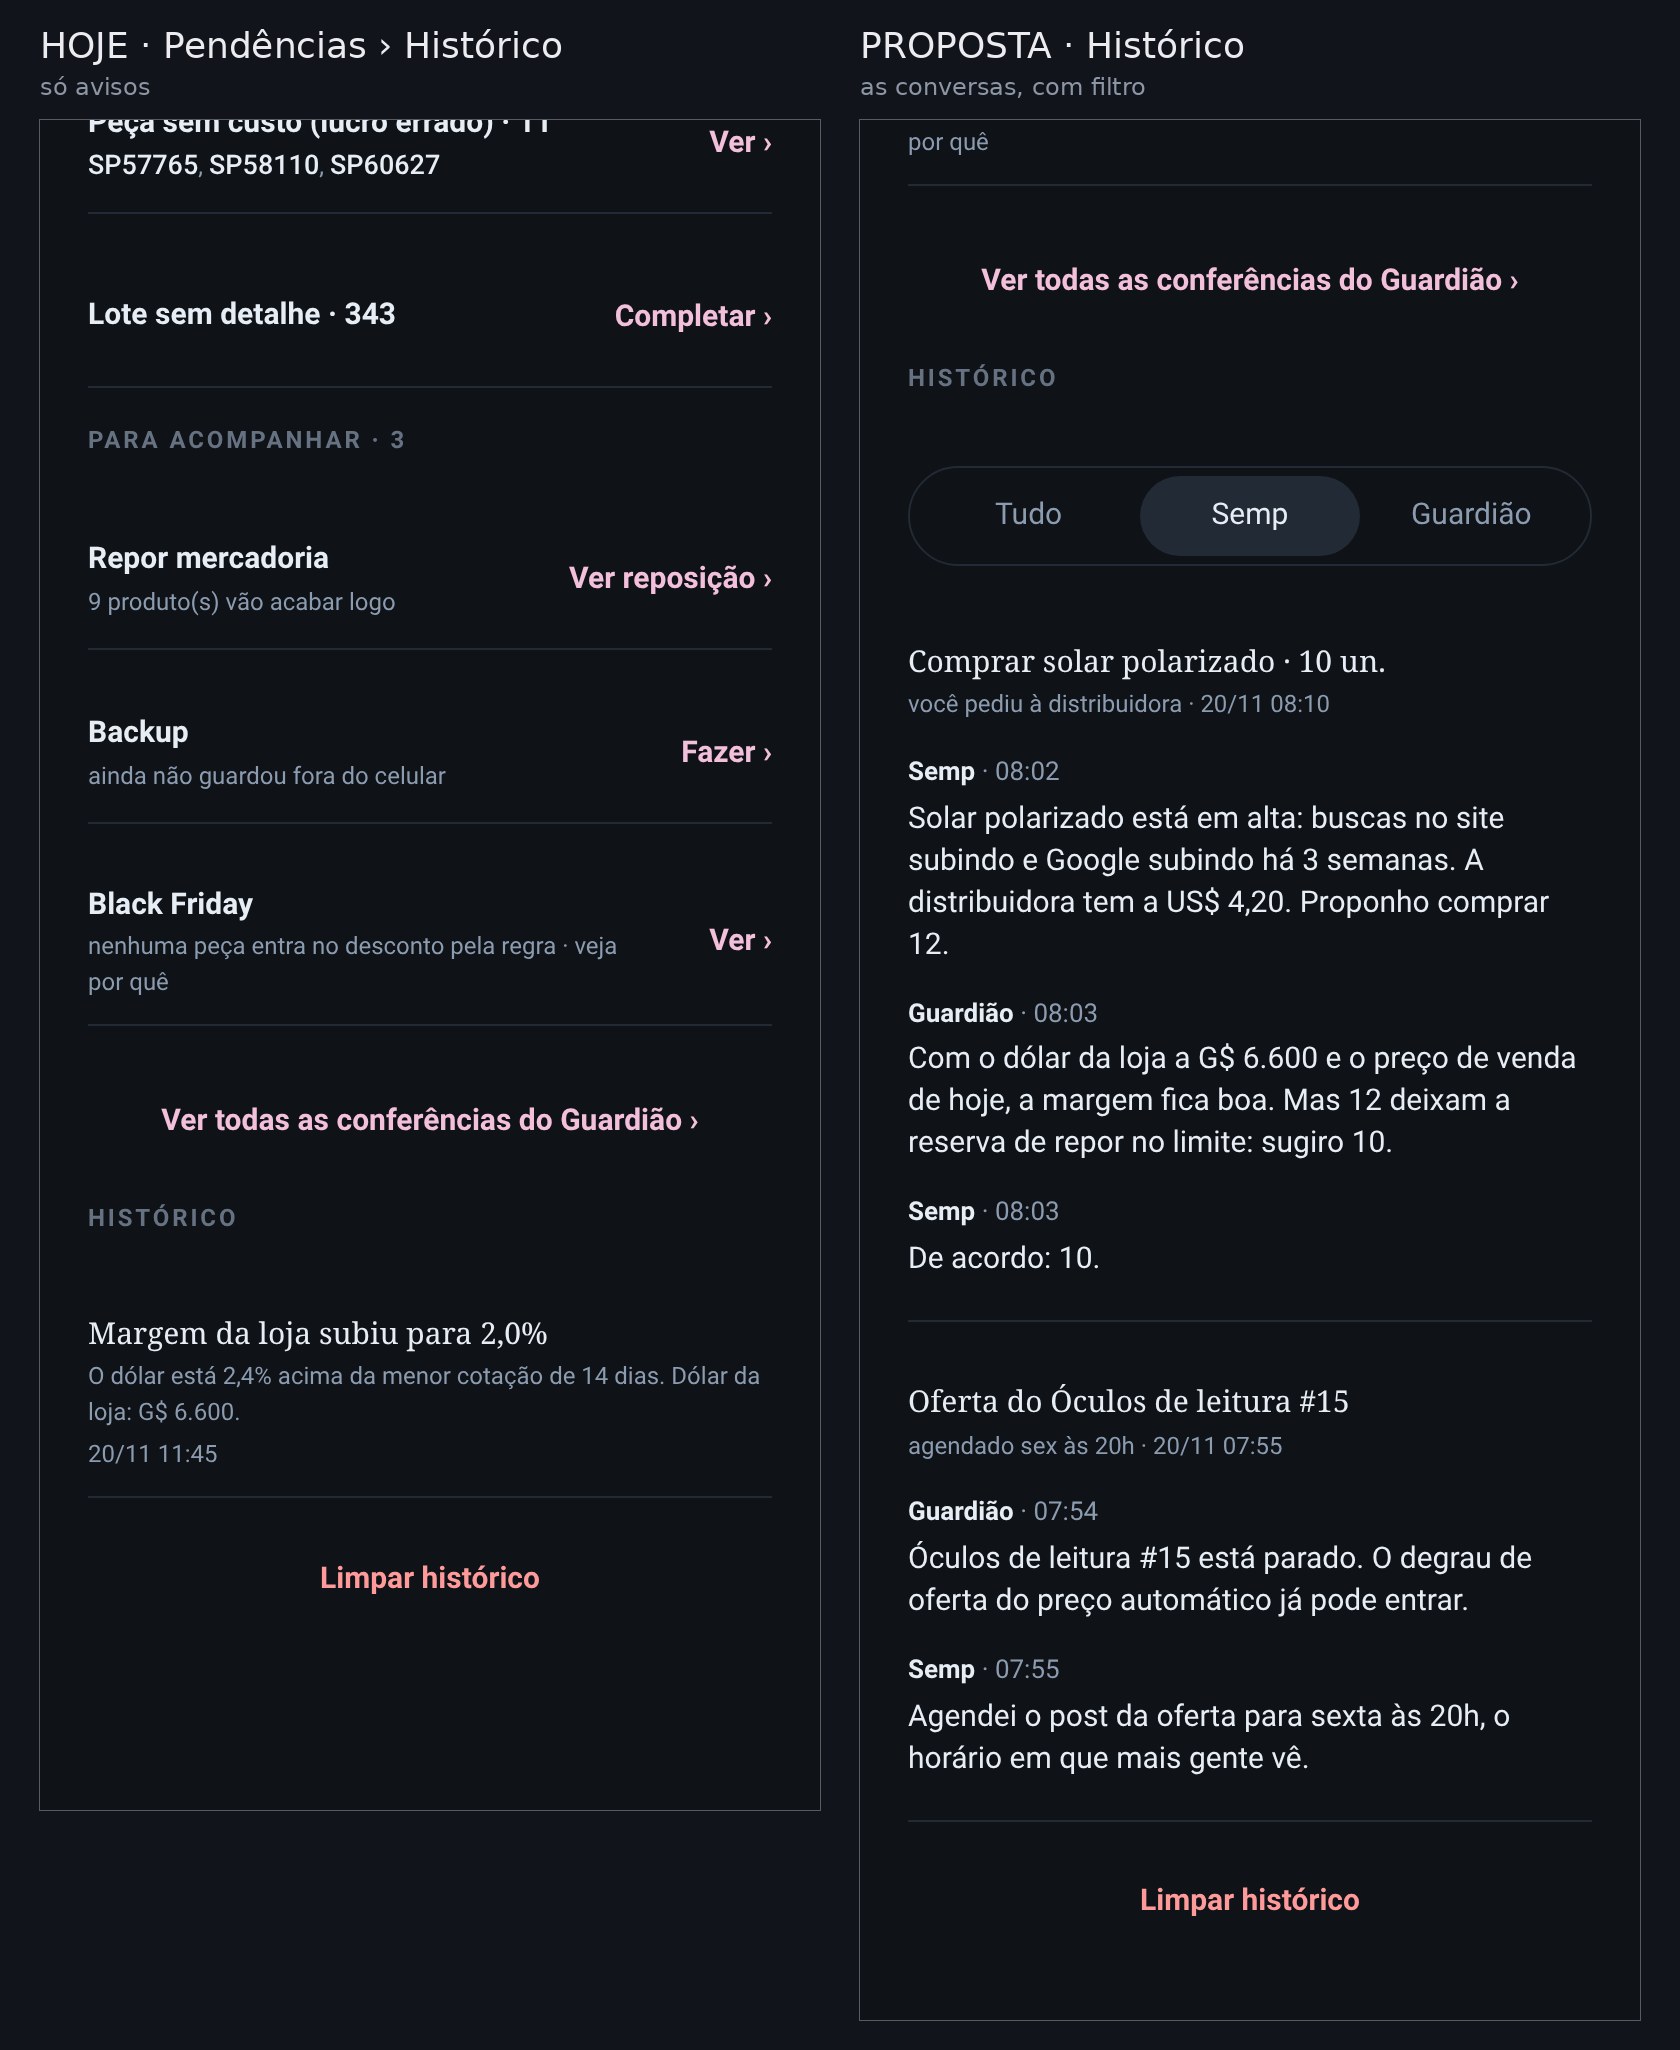 HOJE · Pendências › Histórico
só avisos
Peça sem custo (lucro errado) · 11
Ver ›
SP57765, SP58110, SP60627
Lote sem detalhe · 343
Completar ›
PARA ACOMPANHAR · 3
Repor mercadoria
Ver reposição ›
9 produto(s) vão acabar logo
Backup
Fazer ›
ainda não guardou fora do celular
Black Friday
nenhuma peça entra no desconto pela regra · veja
Ver ›
por quê
Ver todas as conferências do Guardião ›
HISTÓRICO
Margem da loja subiu para 2,0%
O dólar está 2,4% acima da menor cotação de 14 dias. Dólar da
loja: G$ 6.600.
20/11 11:45
Limpar histórico
PROPOSTA · Histórico
as conversas, com filtro
por quê
Ver todas as conferências do Guardião ›
HISTÓRICO
Tudo
Semp
Guardião
Comprar solar polarizado · 10 un.
você pediu à distribuidora · 20/11 08:10
Semp · 08:02
Solar polarizado está em alta: buscas no site
subindo e Google subindo há 3 semanas. A
distribuidora tem a US$ 4,20. Proponho comprar
12.
Guardião · 08:03
Com o dólar da loja a G$ 6.600 e o preço de venda
de hoje, a margem fica boa. Mas 12 deixam a
reserva de repor no limite: sugiro 10.
Semp · 08:03
De acordo: 10.
Oferta do Óculos de leitura #15
agendado sex às 20h · 20/11 07:55
Guardião · 07:54
Óculos de leitura #15 está parado. O degrau de
oferta do preço automático já pode entrar.
Semp · 07:55
Agendei o post da oferta para sexta às 20h, o
horário em que mais gente vê.
Limpar histórico